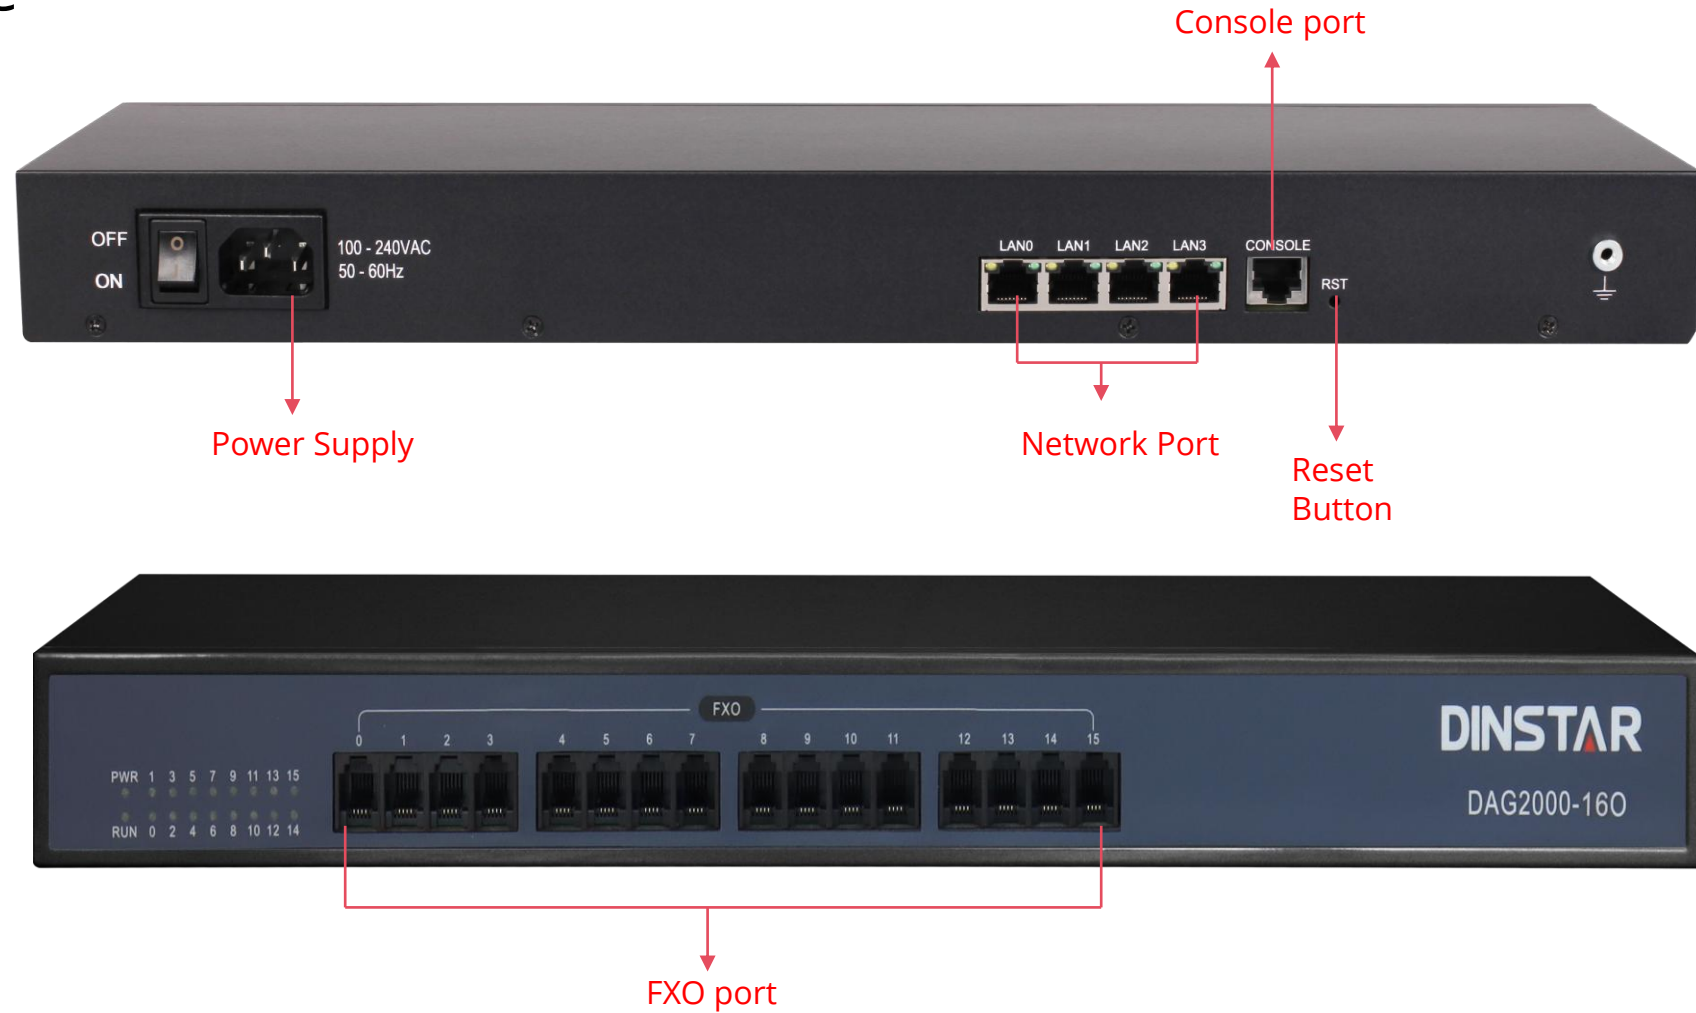 Console port
OFF
ON
100 - 240VAC
50 - 60Hz
LAN0 LAN1 LAN2 LAN3 CONSOLE
RST
Power Supply
Network Port
Reset
Button
FXO
0 1 2 3 4 5 6 7 8 9 10 11 12 13 14 15
DINSTAR
PWR 1 3 5 7 9 11 13 15
RUN 0 2 4 6 8 10 12 14
DAG2000-16O
FXO port